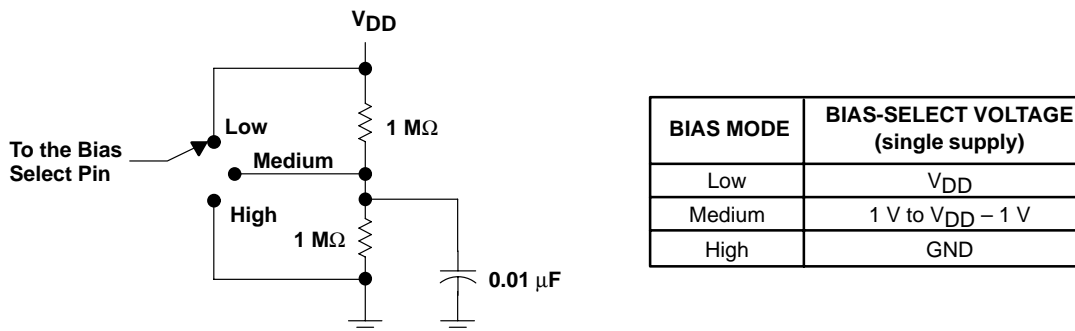 VDD
Low
1 MΩ
To the Bias
Select Pin
Medium
High
1 MΩ
0.01 μF
BIAS MODE
BIAS-SELECT VOLTAGE
(single supply)
Low
VDD
Medium
1 V to VDD – 1 V
High
GND